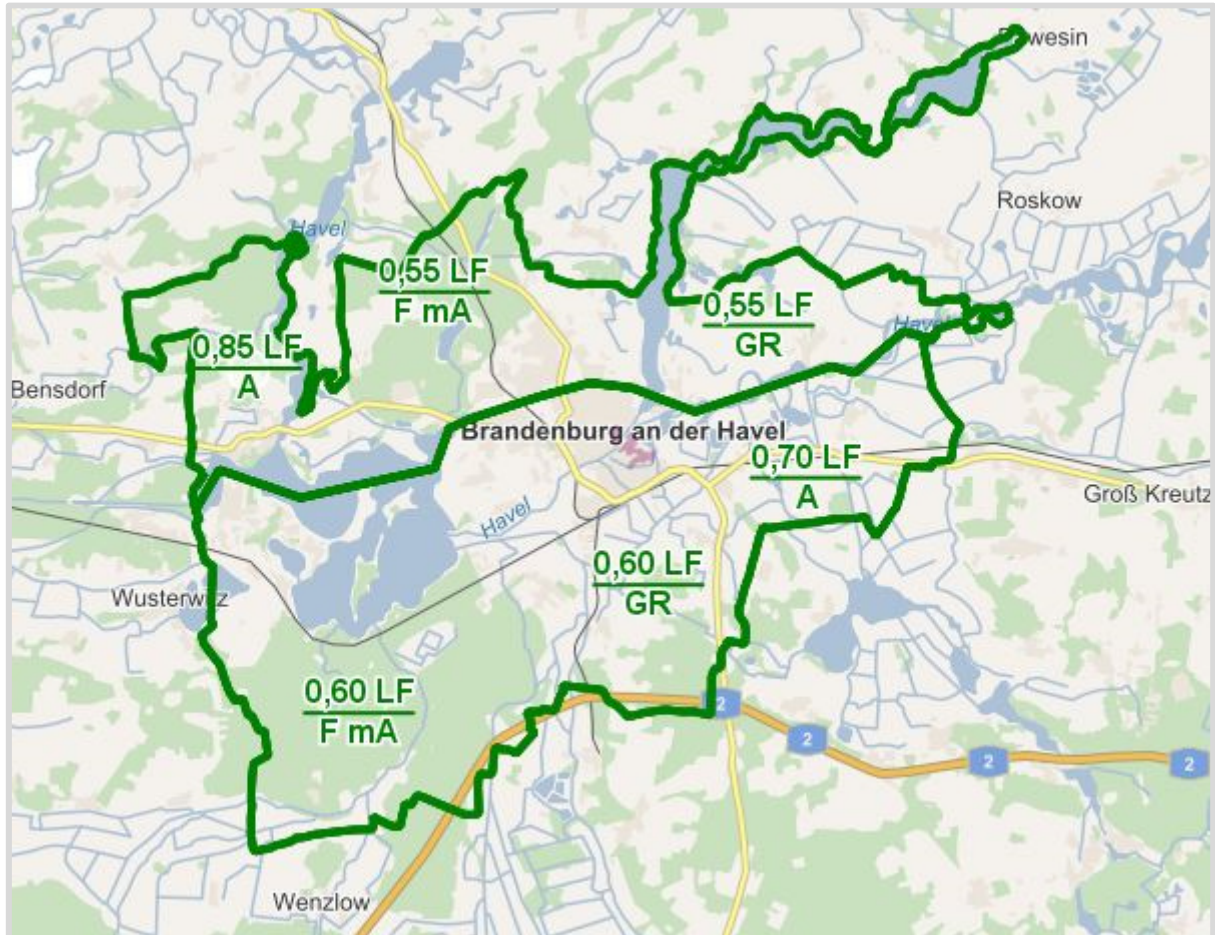 Päwesin
Roskow
Havel
0,55 LF
F mA
0,55 LF
GR
Havel
0,85 LF
A
Bensdorf
Brandenburg an der Havel
0,70 LF
A
Groß Kreutz
Havel
0,60 LF
GR
Wusterwitz
0,60 LF
F mA
2
2
2
2
Wenzlow